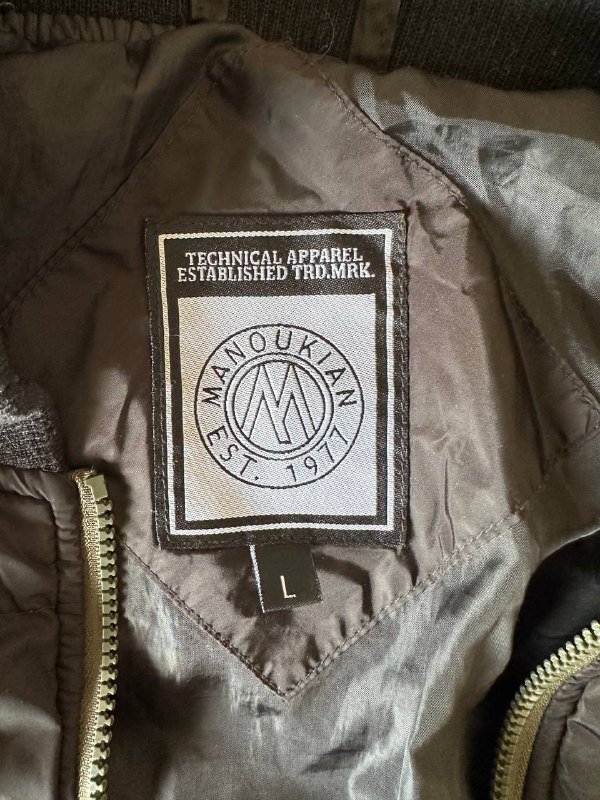 TECHNICAL APPAREL
ESTABLISHED TRD.MRK.
MANOUKIAN
M
EST. 1977
L